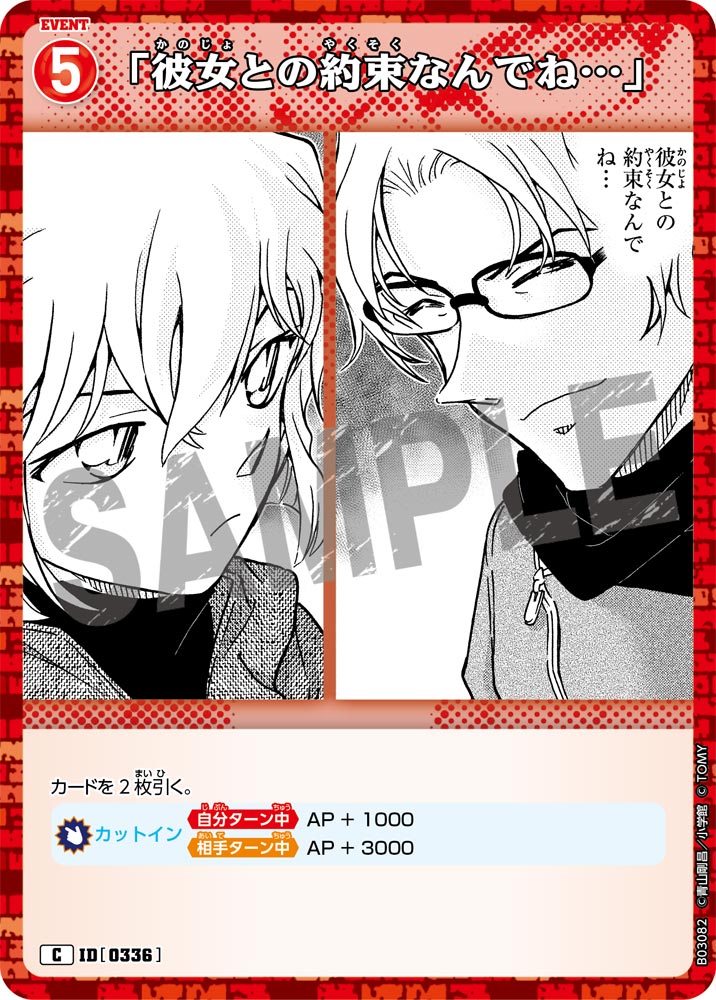 EVENT
5
かのじょ やくそく
「彼女との約束なんでね…」
彼女との
かのじょ
約束なんで
やくそく
ね…
SAMPLE
カードを2枚引く。
まい ひ
カットイン
じぶん ちゅう
自分ターン中 AP + 1000
あいて ちゅう
相手ターン中 AP + 3000
C ID[0336]
B03082 ©青山剛昌／小学館 © TOMY